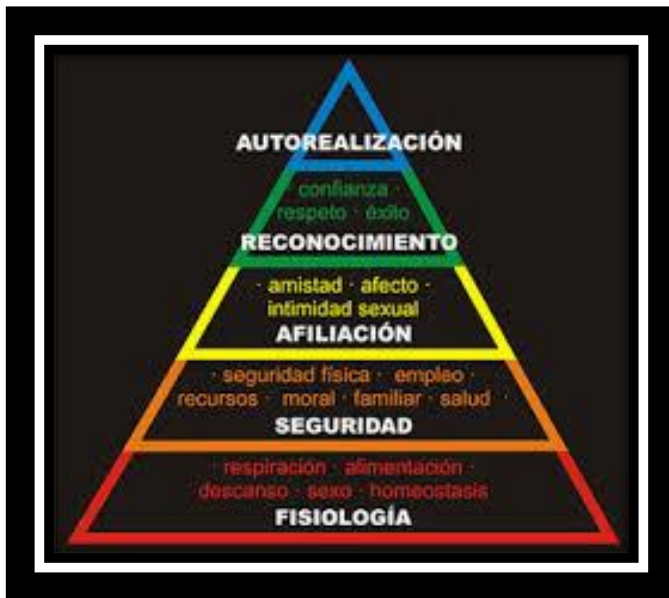 AUTOREALIZACIÓN
· confianza ·
respeto · éxito
RECONOCIMIENTO
· amistad · afecto ·
intimidad sexual
AFILIACIÓN
· seguridad física · empleo ·
recursos · moral · familiar · salud ·
SEGURIDAD
· respiración · alimentación ·
descanso · sexo · homeostasis
FISIOLOGÍA